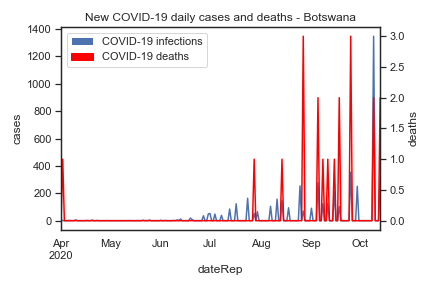 New COVID-19 daily cases and deaths - Botswana
COVID-19 infections
COVID-19 deaths
1400
1200
1000
800
600
400
200
0
cases
3.0
2.5
2.0
1.5
1.0
0.5
0.0
deaths
Apr May Jun Jul Aug Sep Oct
2020
dateRep